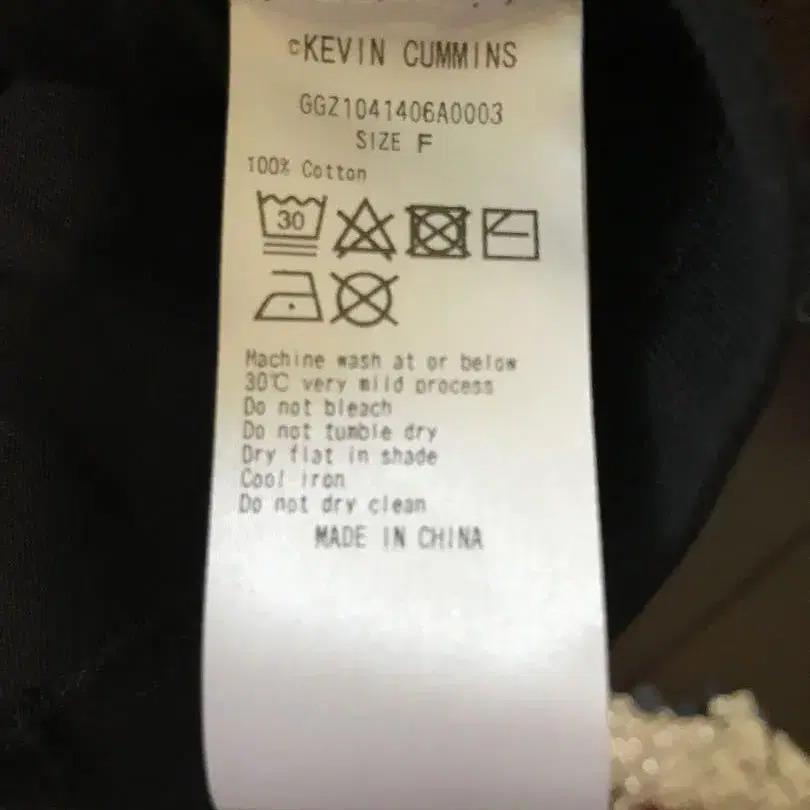 ©KEVIN CUMMINS
GGZ1041406A0003
SIZE F
100% Cotton
30
Machine wash at or below
30℃ very mild process
Do not bleach
Do not tumble dry
Dry flat in shade
Cool iron
Do not dry clean
MADE IN CHINA